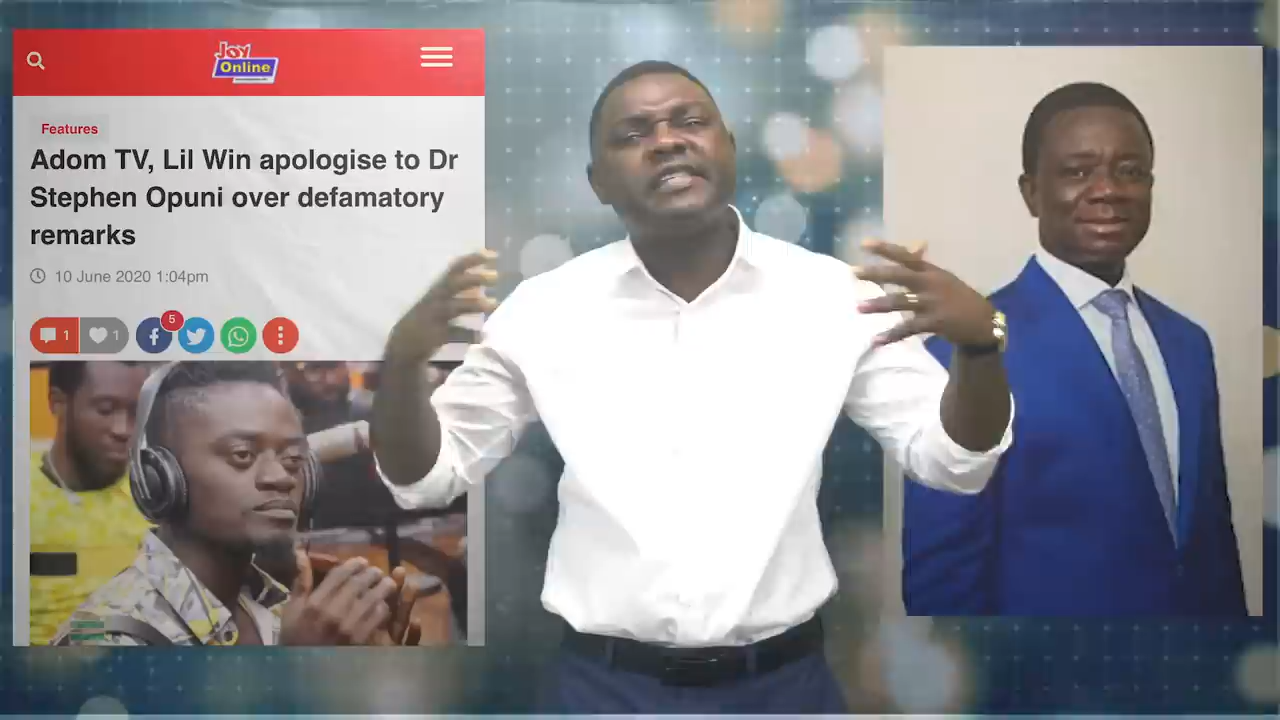 Joy
Online
Features
Adom TV, Lil Win apologise to Dr
Stephen Opuni over defamatory
remarks
10 June 2020 1:04pm
1
1
5